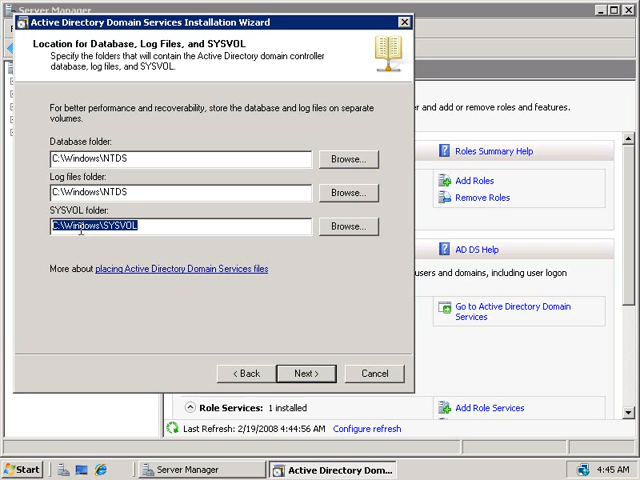 Server Manager
Active Directory Domain Services Installation Wizard
Location for Database, Log Files, and SYSVOL
Specify the folders that will contain the Active Directory domain controller
database, log files, and SYSVOL.
For better performance and recoverability, store the database and log files on separate
volumes.
Database folder:
C:\Windows\NTDS
Browse...
Log files folder:
C:\Windows\NTDS
Browse...
SYSVOL folder:
C:\Windows\SYSVOL
Browse...
More about placing Active Directory Domain Services files
< Back
Next >
Cancel
er and add or remove roles and features.
Roles Summary Help
Add Roles
Remove Roles
AD DS Help
users and domains, including user logon
Go to Active Directory Domain
Services
Role Services: 1 installed
Add Role Services
Last Refresh: 2/19/2008 4:44:56 AM
Configure refresh
Start
Server Manager
Active Directory Dom...
4:45 AM